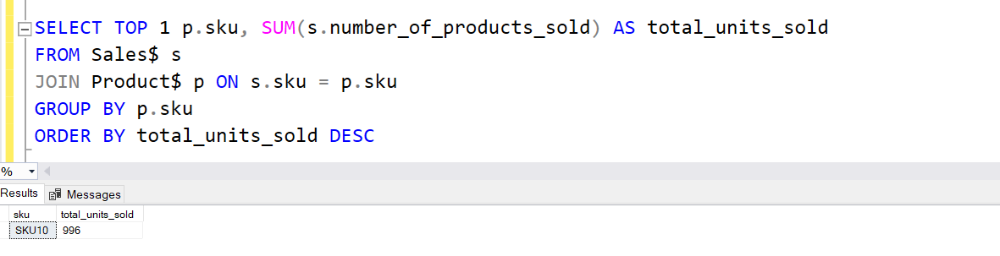 SELECT TOP 1 p.sku, SUM(s.number_of_products_sold) AS total_units_sold
FROM Sales$ s
JOIN Product$ p ON s.sku = p.sku
GROUP BY p.sku
ORDER BY total_units_sold DESC
%
Results Messages
sku total_units_sold
SKU10 996